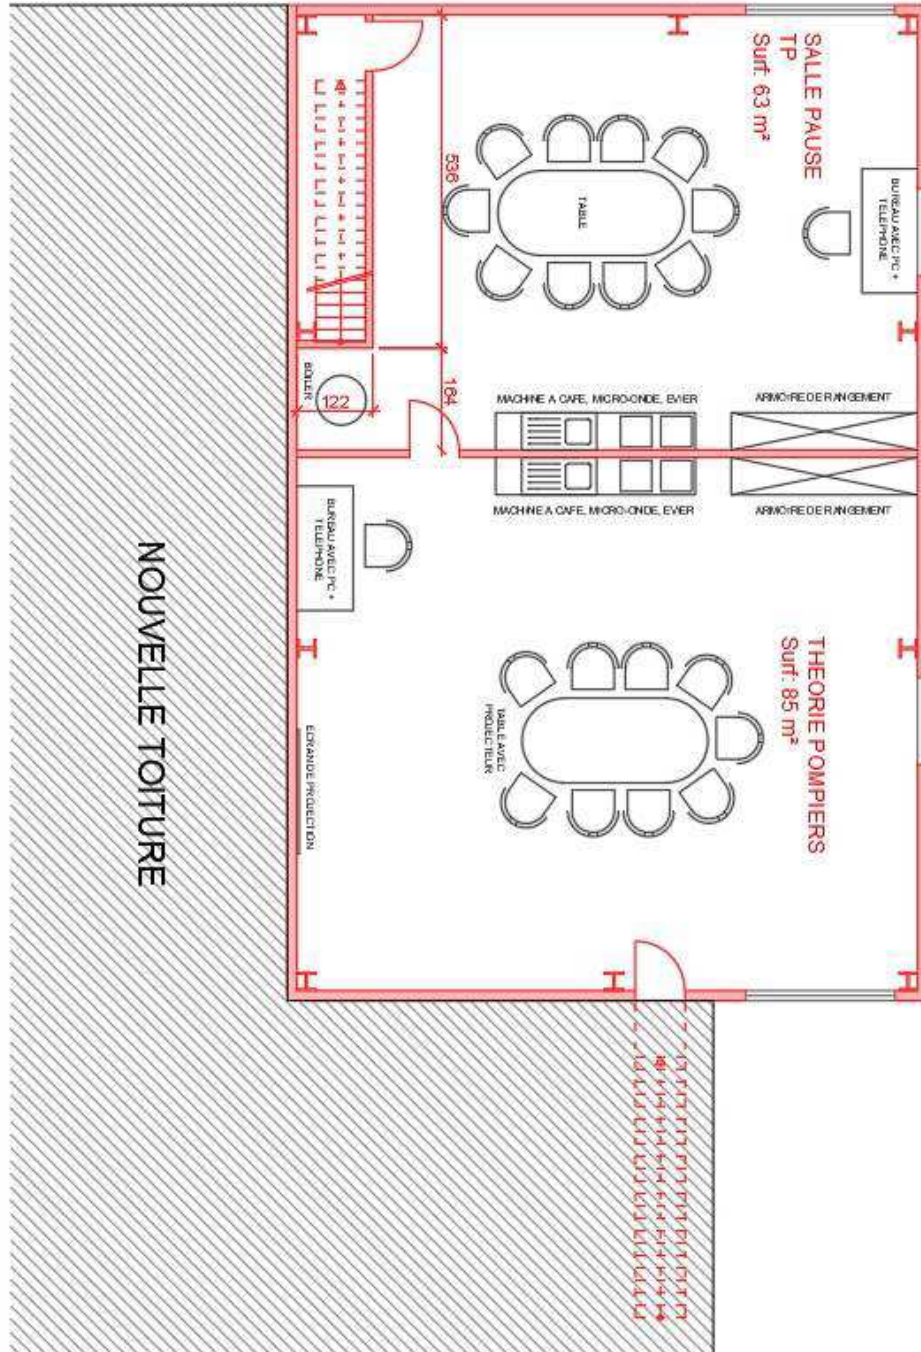 SALLE PAUSE
TP
Surf: 63 m²
BUREAU AVEC PC +
TELEPHONE
TABLE
536
164
BOILER
122
MACHINE A CAFE, MICRO-ONDE, EVIER
ARMOIRE DE RANGEMENT
MACHINE A CAFE, MICRO-ONDE, EVIER
ARMOIRE DE RANGEMENT
BUREAU AVEC PC +
TELEPHONE
THEORIE POMPIERS
Surf: 85 m²
TABLE AVEC
PROJECTEUR
ECRAN DE PROJECTION
NOUVELLE TOITURE